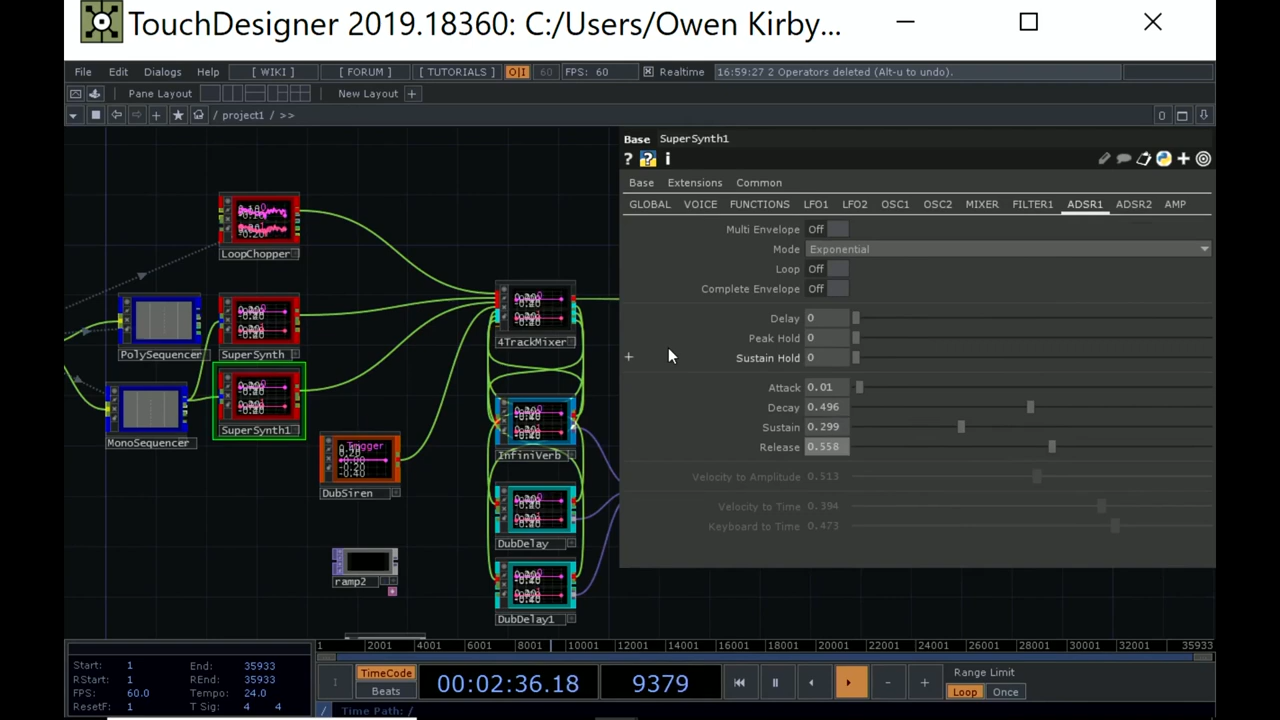 TouchDesigner 2019.18360: C:/Users/Owen Kirby...
File Edit Dialogs Help [ WIKI ] [ FORUM ] [ TUTORIALS ] O|I 60 FPS: 60 Realtime 16:59:27 2 Operators deleted (Alt-u to undo).
Pane Layout New Layout +
/ project1 / >>
Base SuperSynth1
Base Extensions Common
GLOBAL VOICE FUNCTIONS LFO1 LFO2 OSC1 OSC2 MIXER FILTER1 ADSR1 ADSR2 AMP
Multi Envelope Off
Mode Exponential
Loop Off
Complete Envelope Off
Delay 0
Peak Hold 0
Sustain Hold 0
Attack 0.01
Decay 0.496
Sustain 0.299
Release 0.558
Velocity to Amplitude 0.513
Velocity to Time 0.394
Keyboard to Time 0.473
LoopChopper
PolySequencer
SuperSynth
4TrackMixer
MonoSequencer
SuperSynth1
InfiniVerb
Trigger
DubSiren
DubDelay
ramp2
DubDelay1
1 2001 4001 6001 8001 10001 12001 14001 16001 18001 20001 22001 24001 26001 28001 30001 32001 35933
Start: 1 End: 35933
RStart: 1 REnd: 35933
FPS: 60.0 Tempo: 24.0
ResetF: 1 T Sig: 4 4
TimeCode
Beats
00:02:36.18
9379
Range Limit
Loop Once
/ Time Path: /